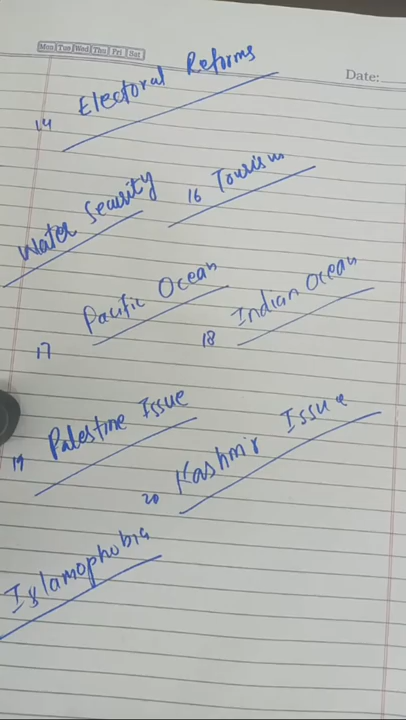 Mon Tue Wed Thu Fri Sat
Date:
14 Electoral Reforms
Water Security
16 Tourism
17 Pacific Ocean
18 Indian Ocean
19 Palestine Issue
20 Kashmir Issue
Islamophobia